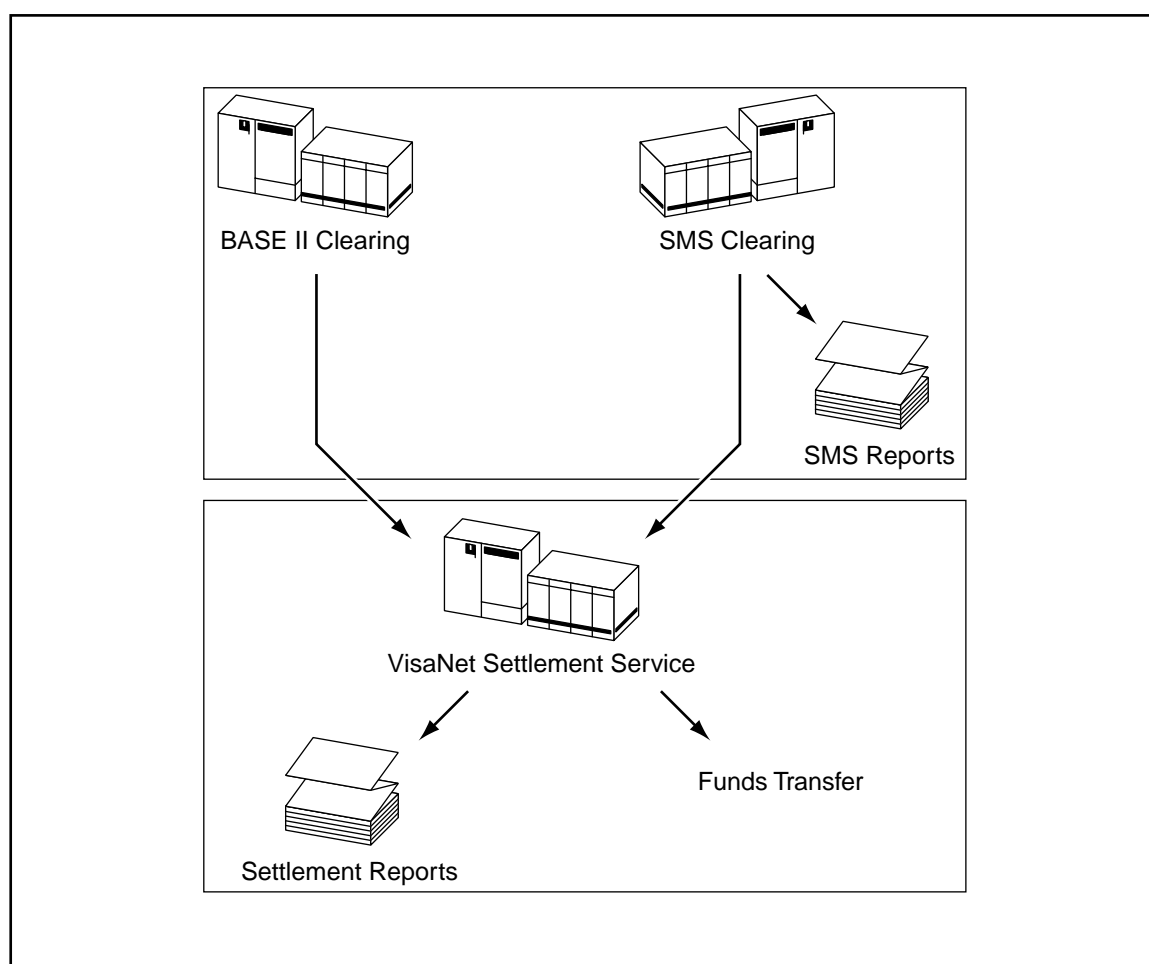 BASE II Clearing
SMS Clearing
SMS Reports
VisaNet Settlement Service
Funds Transfer
Settlement Reports